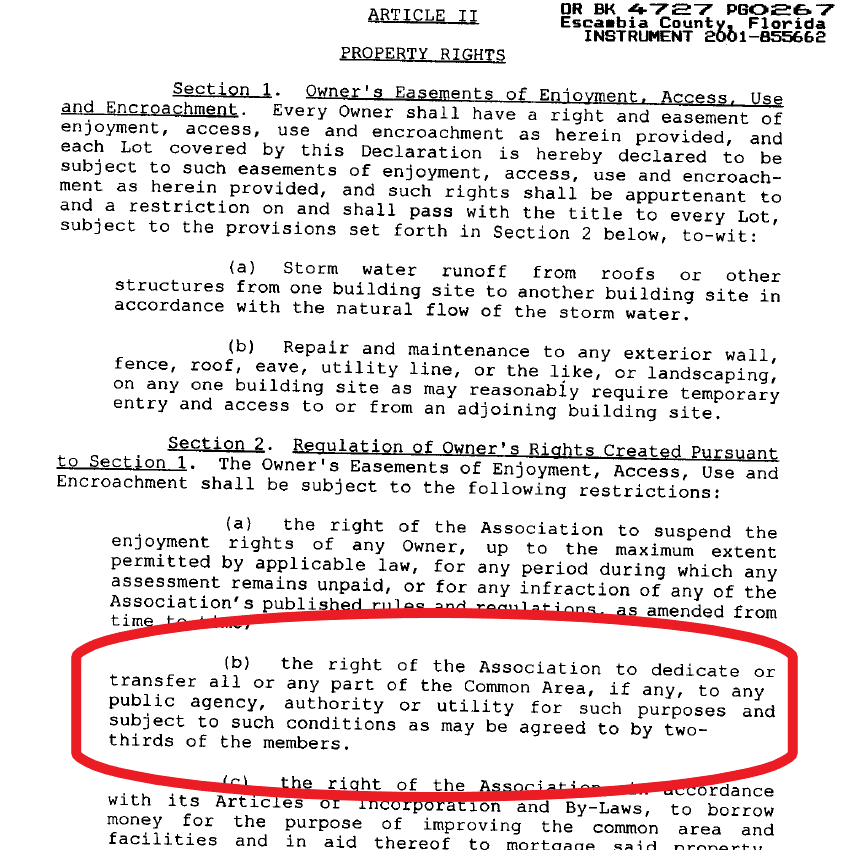 OR BK 4727 PG0267
Escambia County, Florida
INSTRUMENT 2001-855662
ARTICLE II
PROPERTY RIGHTS
Section 1. Owner's Easements of Enjoyment, Access, Use
and Encroachment. Every Owner shall have a right and easement of
enjoyment, access, use and encroachment as herein provided, and
each Lot covered by this Declaration is hereby declared to be
subject to such easements of enjoyment, access, use and encroach-
ment as herein provided, and such rights shall be appurtenant to
and a restriction on and shall pass with the title to every Lot,
subject to the provisions set forth in Section 2 below, to-wit:
(a) Storm water runoff from roofs or other
structures from one building site to another building site in
accordance with the natural flow of the storm water.
(b) Repair and maintenance to any exterior wall,
fence, roof, eave, utility line, or the like, or landscaping,
on any one building site as may reasonably require temporary
entry and access to or from an adjoining building site.
Section 2. Regulation of Owner's Rights Created Pursuant
to Section 1. The Owner's Easements of Enjoyment, Access, Use and
Encroachment shall be subject to the following restrictions:
(a) the right of the Association to suspend the
enjoyment rights of any Owner, up to the maximum extent
permitted by applicable law, for any period during which any
assessment remains unpaid, or for any infraction of any of the
Association's published rules and regulations, as amended from
time to time;
(b) the right of the Association to dedicate or
transfer all or any part of the Common Area, if any, to any
public agency, authority or utility for such purposes and
subject to such conditions as may be agreed to by two-
thirds of the members.
(c) the right of the Association, in accordance
with its Articles of Incorporation and By-Laws, to borrow
money for the purpose of improving the common area and
facilities and in aid thereof to mortgage said property,